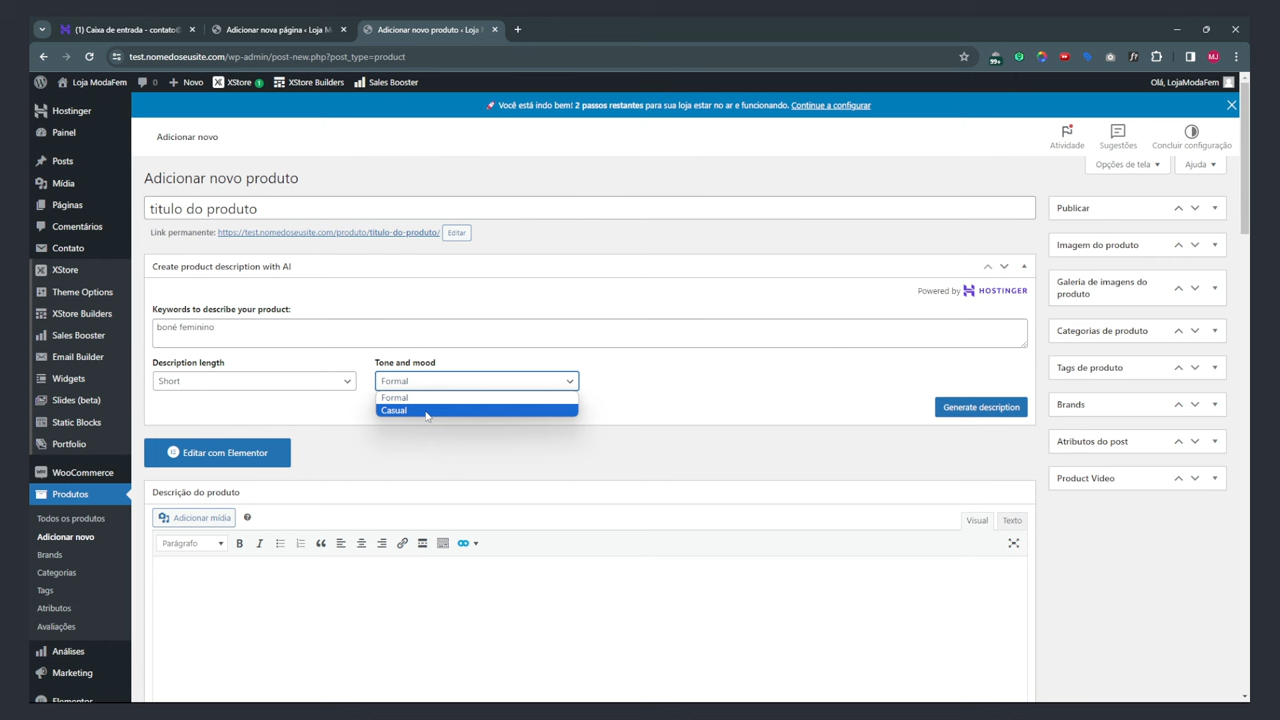 (1) Caixa de entrada - contato@
Adicionar nova página ‹ Loja M
Adicionar novo produto ‹ Loja
test.nomedoseusite.com/wp-admin/post-new.php?post_type=product
99+
MJ
Loja ModaFem
0
Novo
XStore 1
XStore Builders
Sales Booster
Olá, LojaModaFem
Hostinger
Painel
Posts
Mídia
Páginas
Comentários
Contato
XStore
Theme Options
XStore Builders
Sales Booster
Email Builder
Widgets
Slides (beta)
Static Blocks
Portfolio
WooCommerce
Produtos
Todos os produtos
Adicionar novo
Brands
Categorias
Tags
Atributos
Avaliações
Análises
Marketing
Elementor
🚀 Você está indo bem! 2 passos restantes para sua loja estar no ar e funcionando. Continue a configurar
Adicionar novo
Atividade
Sugestões
Concluir configuração
Opções de tela
Ajuda
Adicionar novo produto
titulo do produto
Link permanente: https://test.nomedoseusite.com/produto/titulo-do-produto/ Editar
Create product description with AI
Powered by HOSTINGER
Keywords to describe your product:
boné feminino
Description length
Short
Tone and mood
Formal
Formal
Casual
Generate description
Editar com Elementor
Descrição do produto
Adicionar mídia
Visual
Texto
Parágrafo
B
I
Publicar
Imagem do produto
Galeria de imagens do
produto
Categorias de produto
Tags de produto
Brands
Atributos do post
Product Video